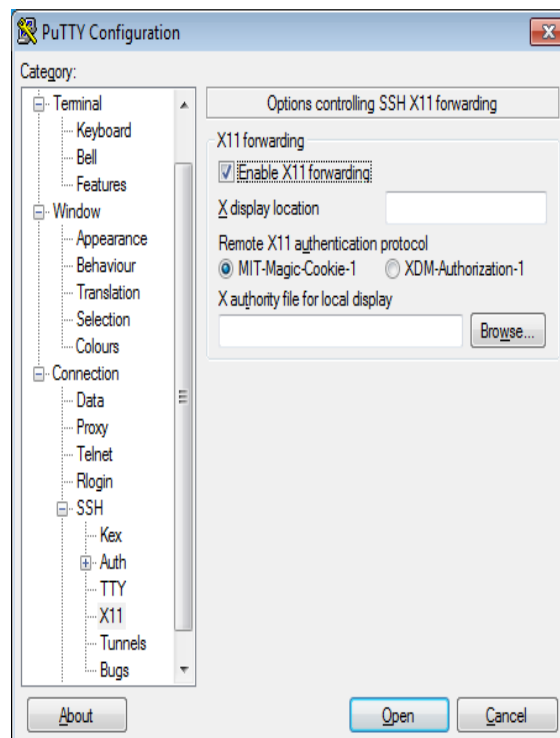 PuTTY Configuration
Category:
Terminal
Keyboard
Bell
Features
Window
Appearance
Behaviour
Translation
Selection
Colours
Connection
Data
Proxy
Telnet
Rlogin
SSH
Kex
Auth
TTY
X11
Tunnels
Bugs
Options controlling SSH X11 forwarding
X11 forwarding
Enable X11 forwarding
X display location
Remote X11 authentication protocol
MIT-Magic-Cookie-1 XDM-Authorization-1
X authority file for local display
Browse...
About Open Cancel